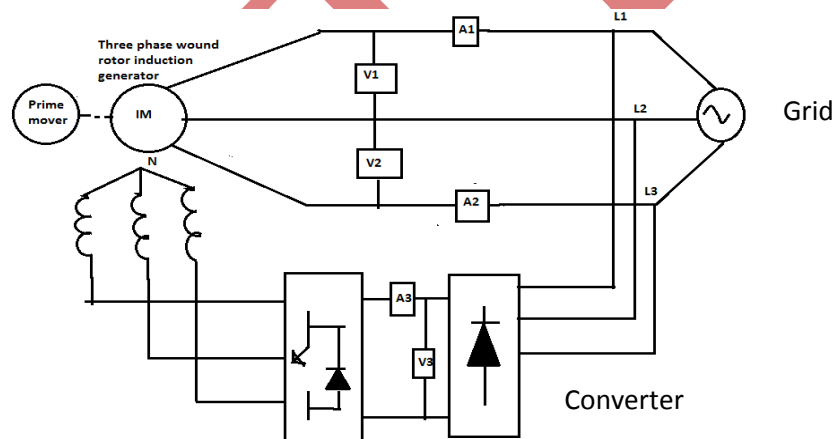 L1
A1
Three phase wound
rotor induction
generator
V1
Prime
mover
IM
L2
Grid
N
V2
L3
A2
A3
V3
Converter